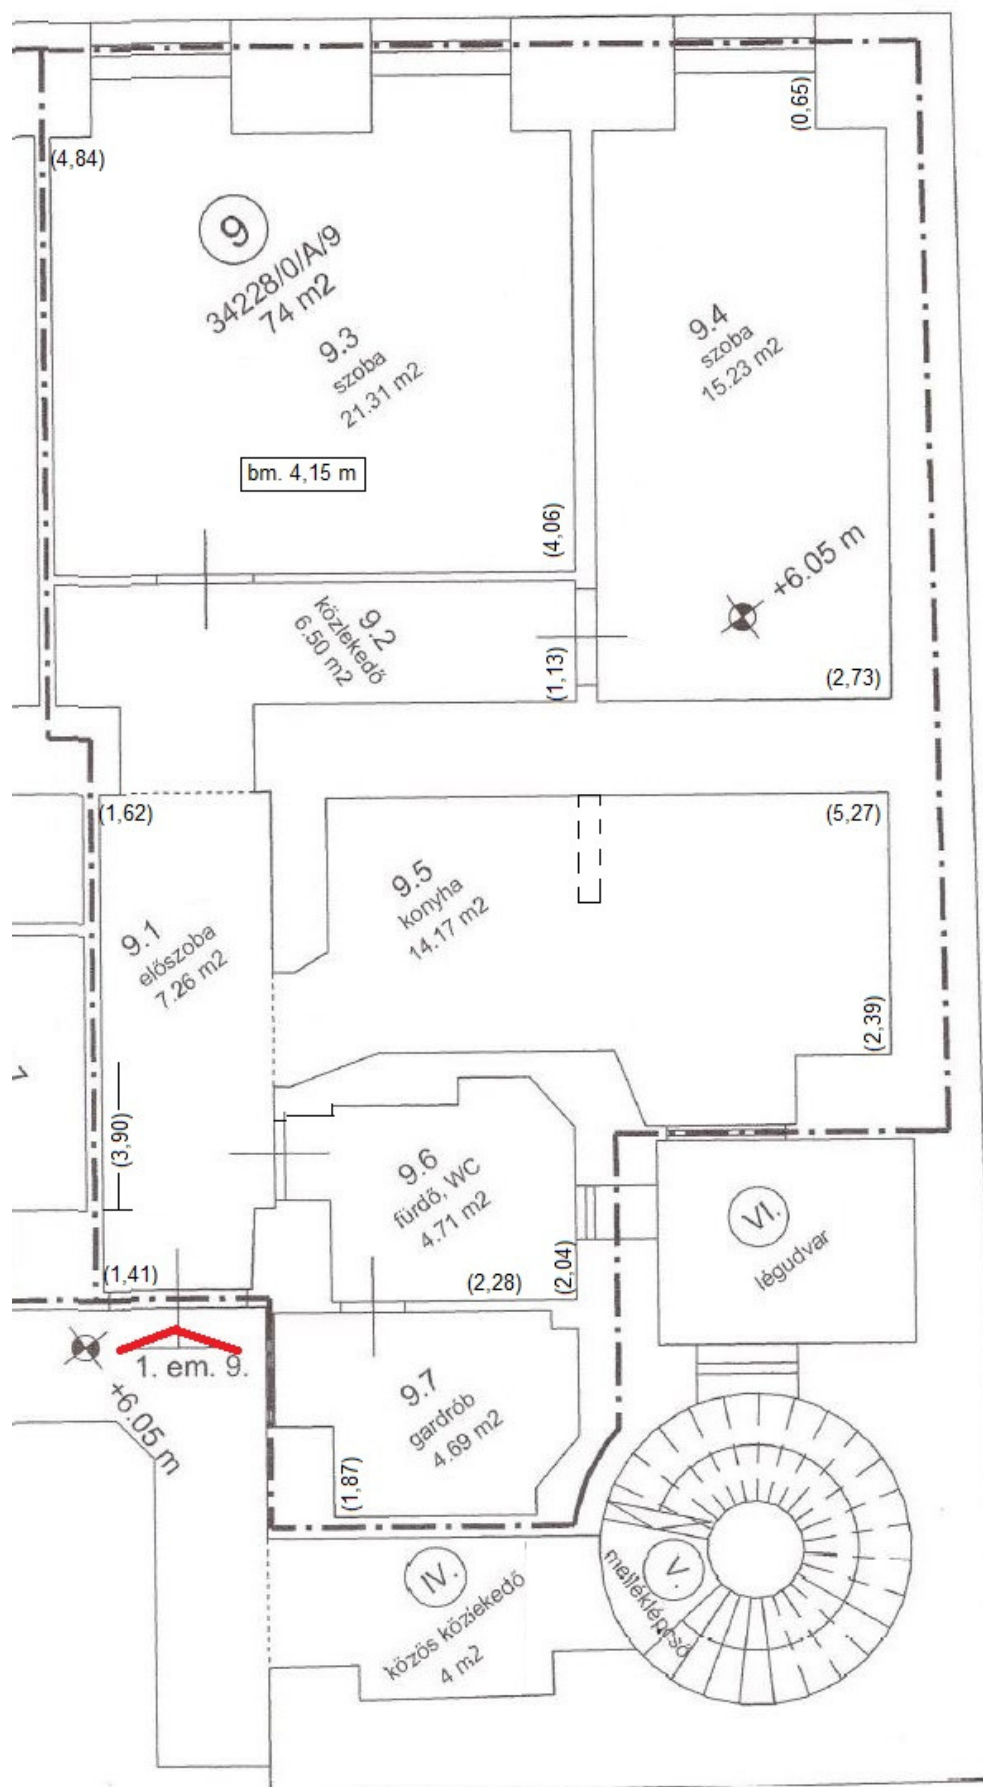 (0,65)
(4,84)
9
34228/0/A/9
74 m2
9.3
szoba
21.31 m2
9.4
szoba
15.23 m2
bm. 4,15 m
(4,06)
+6.05 m
9.2
közlekedő
6.50 m2
(1,13)
(2,73)
(1,62)
(5,27)
9.5
konyha
14.17 m2
9.1
előszoba
7.26 m2
(2,39)
(3,90)
9.6
fürdő, WC
4.71 m2
VI.
légudvar
(1,41)
(2,28)
(2,04)
1. em. 9.
+6.05 m
9.7
gardrób
4.69 m2
(1,87)
IV.
közös közlekedő
4 m2
V.
melléklépcső